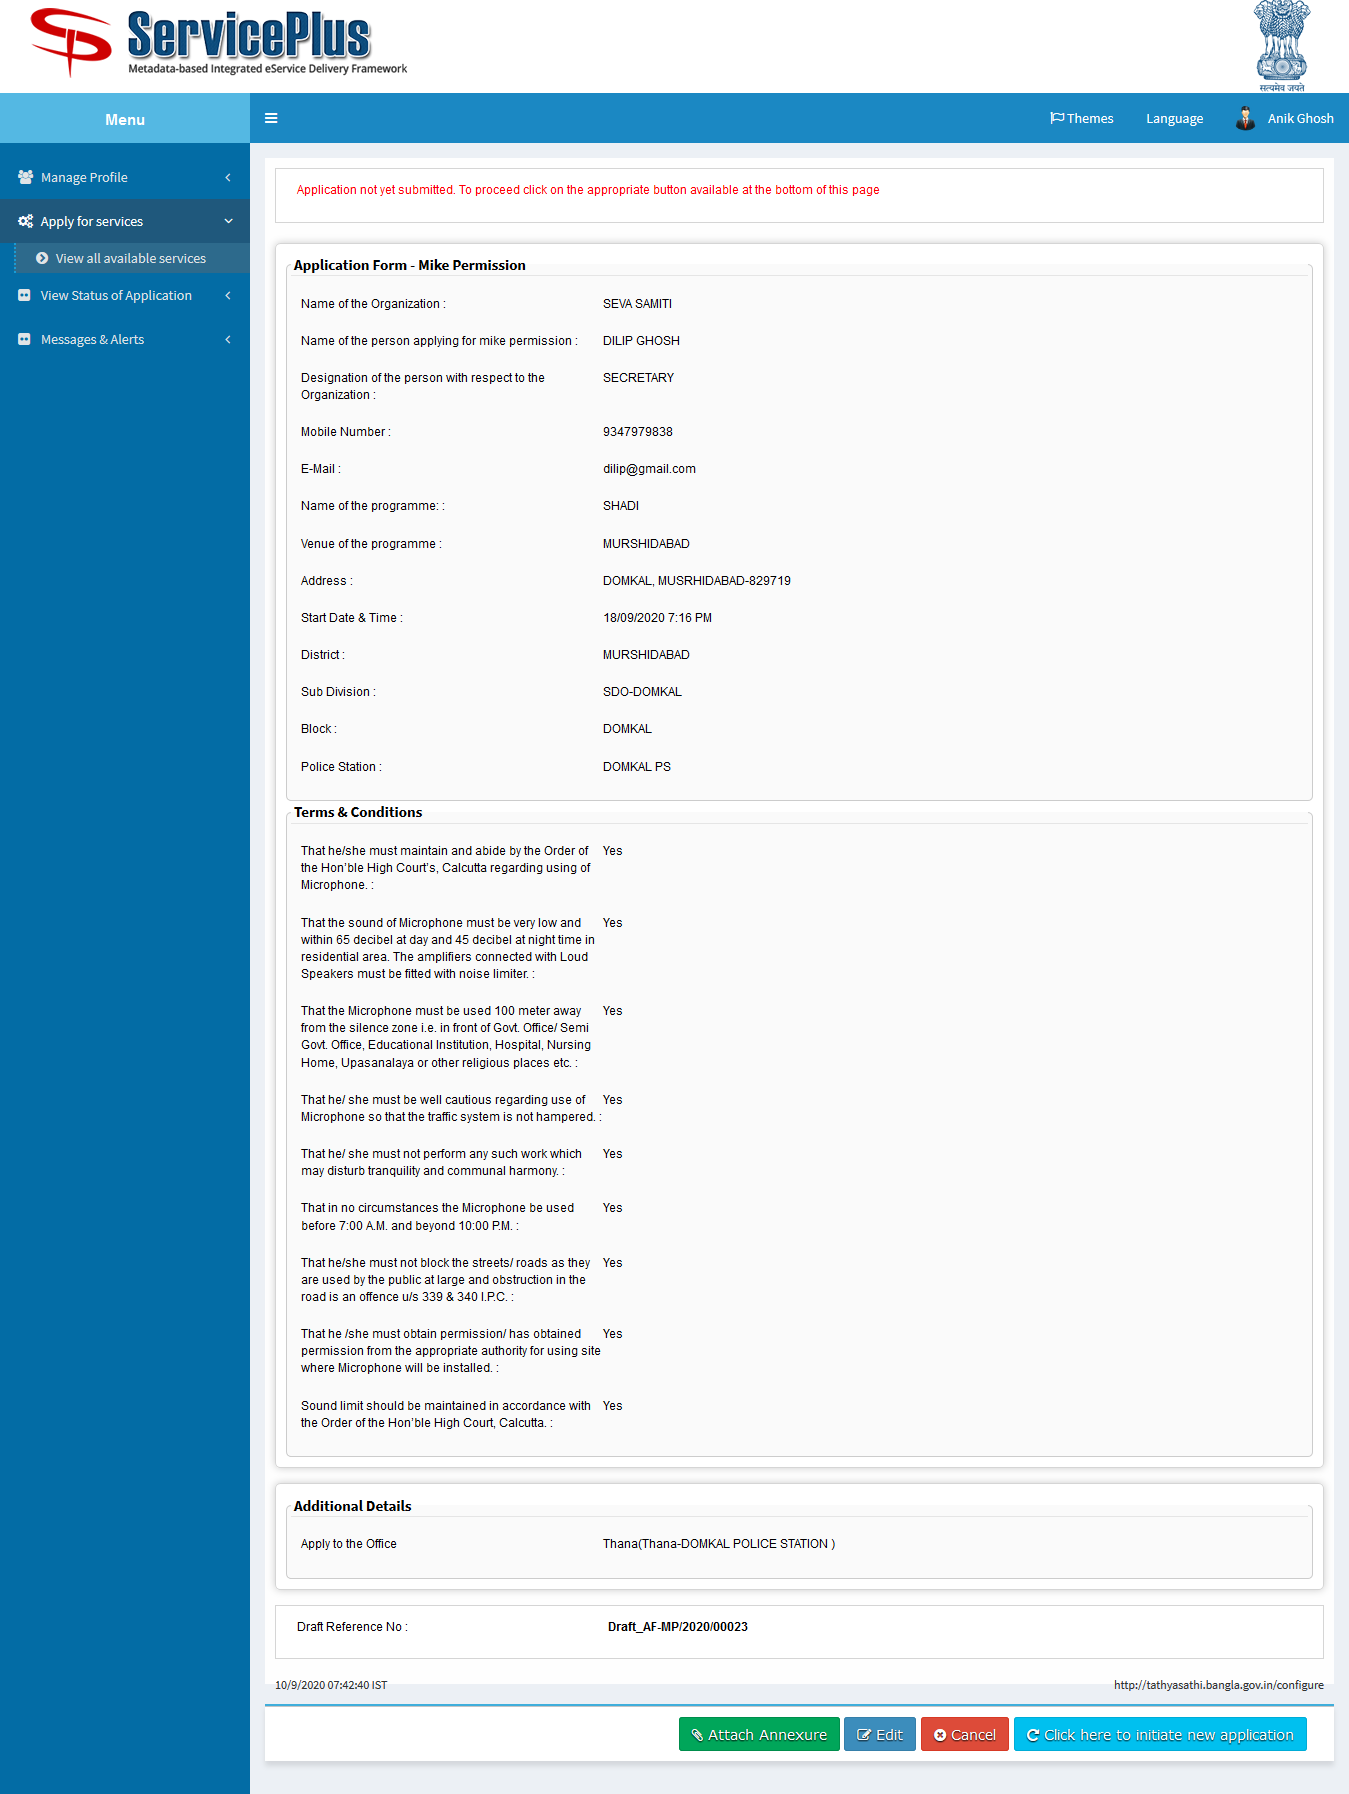 ServicePlus
Metadata-based Integrated eService Delivery Framework
सत्यमेव जयते
Menu
Themes Language Anik Ghosh
Manage Profile
Apply for services
View all available services
View Status of Application
Messages & Alerts
Application not yet submitted. To proceed click on the appropriate button available at the bottom of this page
Application Form - Mike Permission
Name of the Organization : SEVA SAMITI
Name of the person applying for mike permission : DILIP GHOSH
Designation of the person with respect to the SECRETARY
Organization :
Mobile Number : 9347979838
E-Mail : dilip@gmail.com
Name of the programme: : SHADI
Venue of the programme : MURSHIDABAD
Address : DOMKAL, MUSRHIDABAD-829719
Start Date & Time : 18/09/2020 7:16 PM
District : MURSHIDABAD
Sub Division : SDO-DOMKAL
Block : DOMKAL
Police Station : DOMKAL PS
Terms & Conditions
That he/she must maintain and abide by the Order of Yes
the Hon'ble High Court's, Calcutta regarding using of
Microphone. :
That the sound of Microphone must be very low and Yes
within 65 decibel at day and 45 decibel at night time in
residential area. The amplifiers connected with Loud
Speakers must be fitted with noise limiter. :
That the Microphone must be used 100 meter away Yes
from the silence zone i.e. in front of Govt. Office/ Semi
Govt. Office, Educational Institution, Hospital, Nursing
Home, Upasanalaya or other religious places etc. :
That he/ she must be well cautious regarding use of Yes
Microphone so that the traffic system is not hampered. :
That he/ she must not perform any such work which Yes
may disturb tranquility and communal harmony. :
That in no circumstances the Microphone be used Yes
before 7:00 A.M. and beyond 10:00 P.M. :
That he/she must not block the streets/ roads as they Yes
are used by the public at large and obstruction in the
road is an offence u/s 339 & 340 I.P.C. :
That he /she must obtain permission/ has obtained Yes
permission from the appropriate authority for using site
where Microphone will be installed. :
Sound limit should be maintained in accordance with Yes
the Order of the Hon'ble High Court, Calcutta. :
Additional Details
Apply to the Office Thana(Thana-DOMKAL POLICE STATION )
Draft Reference No : Draft_AF-MP/2020/00023
10/9/2020 07:42:40 IST http://tathyasathi.bangla.gov.in/configure
Attach Annexure Edit Cancel Click here to initiate new application